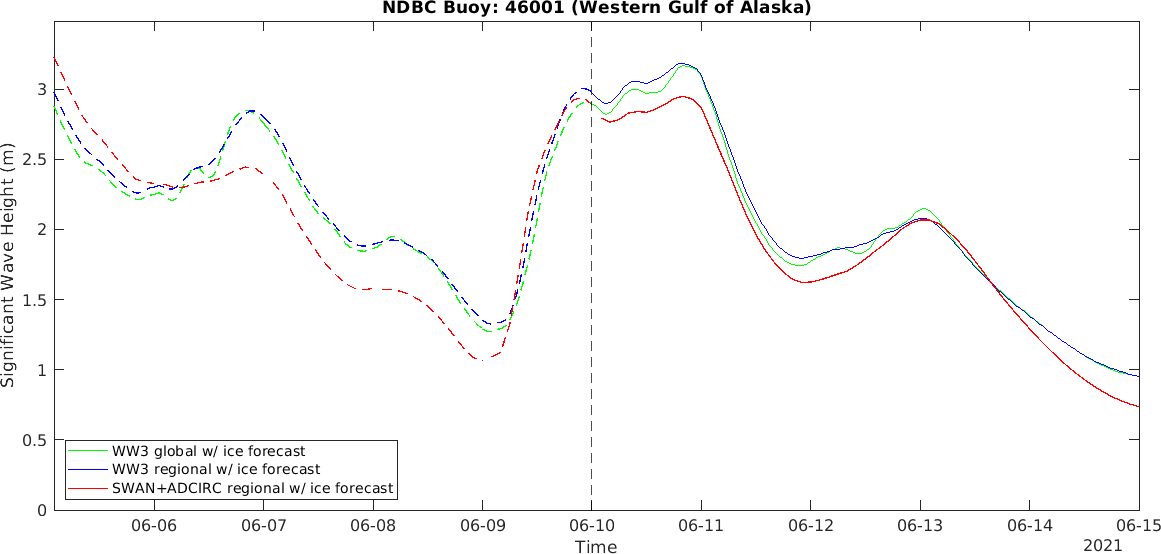 NDBC Buoy: 46001 (Western Gulf of Alaska)
Significant Wave Height (m)
3
2.5
2
1.5
1
0.5
0
WW3 global w/ ice forecast
WW3 regional w/ ice forecast
SWAN+ADCIRC regional w/ ice forecast
06-06 06-07 06-08 06-09 06-10 06-11 06-12 06-13 06-14 06-15
Time
2021